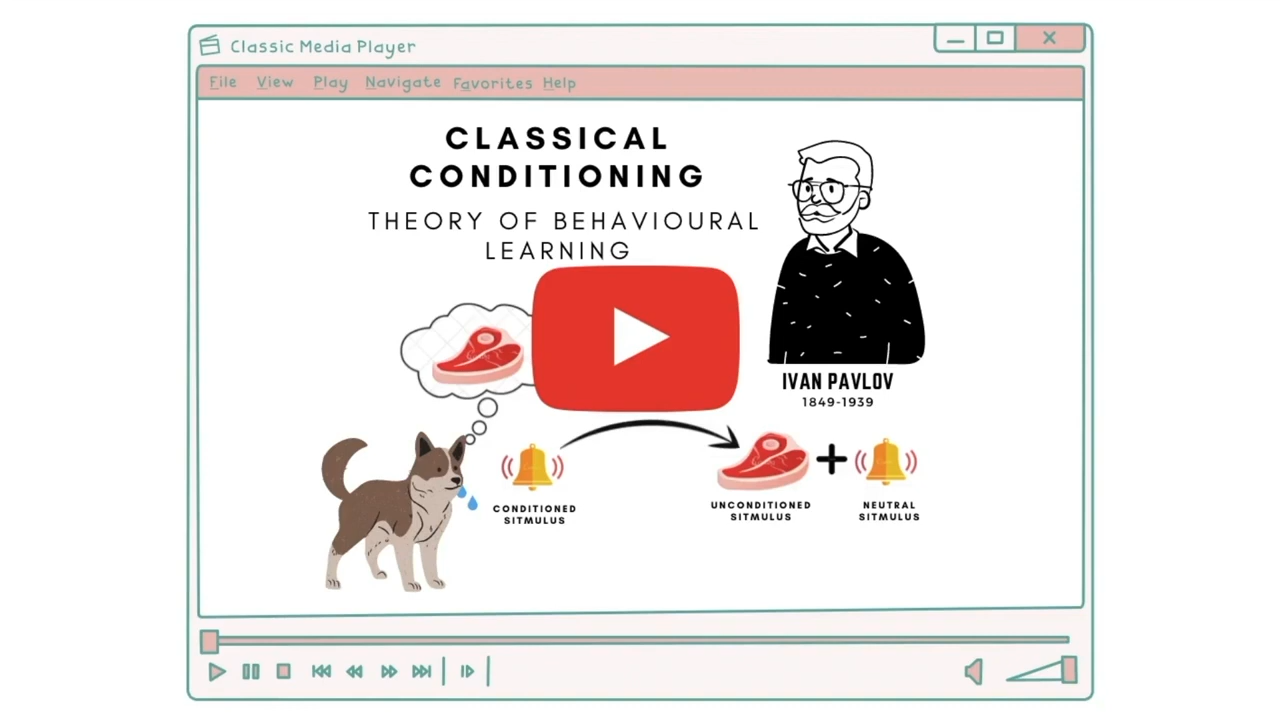 Classic Media Player
File View Play Navigate Favorites Help
CLASSICAL
CONDITIONING
THEORY OF BEHAVIOURAL
LEARNING
IVAN PAVLOV
1849-1939
CONDITIONED
SITMULUS
UNCONDITIONED
SITMULUS
NEUTRAL
SITMULUS